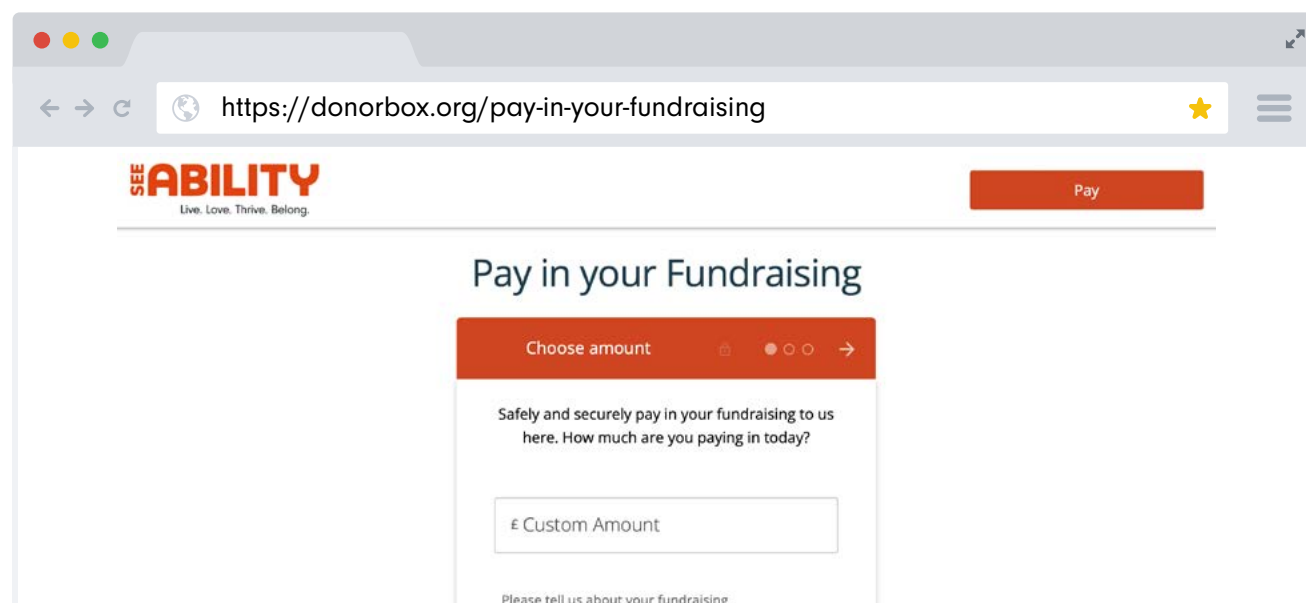 https://donorbox.org/pay-in-your-fundraising
SEE ABILITY
Live. Love. Thrive. Belong.
Pay
Pay in your Fundraising
Choose amount
Safely and securely pay in your fundraising to us
here. How much are you paying in today?
£ Custom Amount
Please tell us about your fundraising